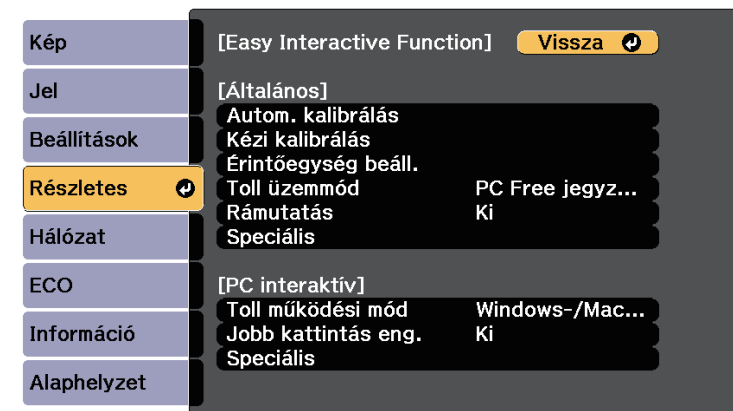 Kép
Jel
Beállítások
Részletes
Hálózat
ECO
Információ
Alaphelyzet
[Easy Interactive Function] Vissza
[Általános]
Autom. kalibrálás
Kézi kalibrálás
Érintőegység beáll.
Toll üzemmód PC Free jegyz...
Rámutatás Ki
Speciális
[PC interaktív]
Toll működési mód Windows-/Mac...
Jobb kattintás eng. Ki
Speciális